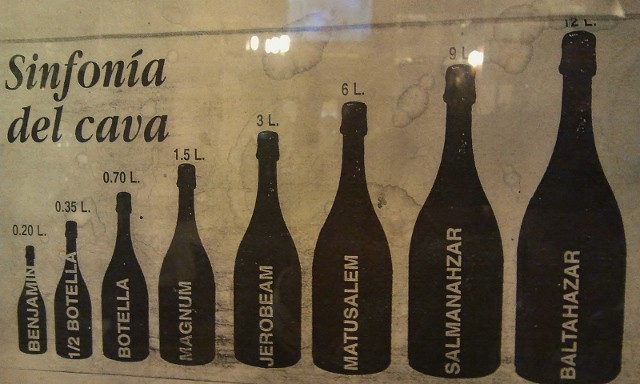 Sinfonía
del cava
0.20 L.
0.35 L.
0.70 L.
1.5 L.
3 L.
6 L.
9 L.
12 L.
BENJAMIN
1/2 BOTELLA
BOTELLA
MAGNUM
JEROBEAM
MATUSALEM
SALMANAHZAR
BALTAHAZAR